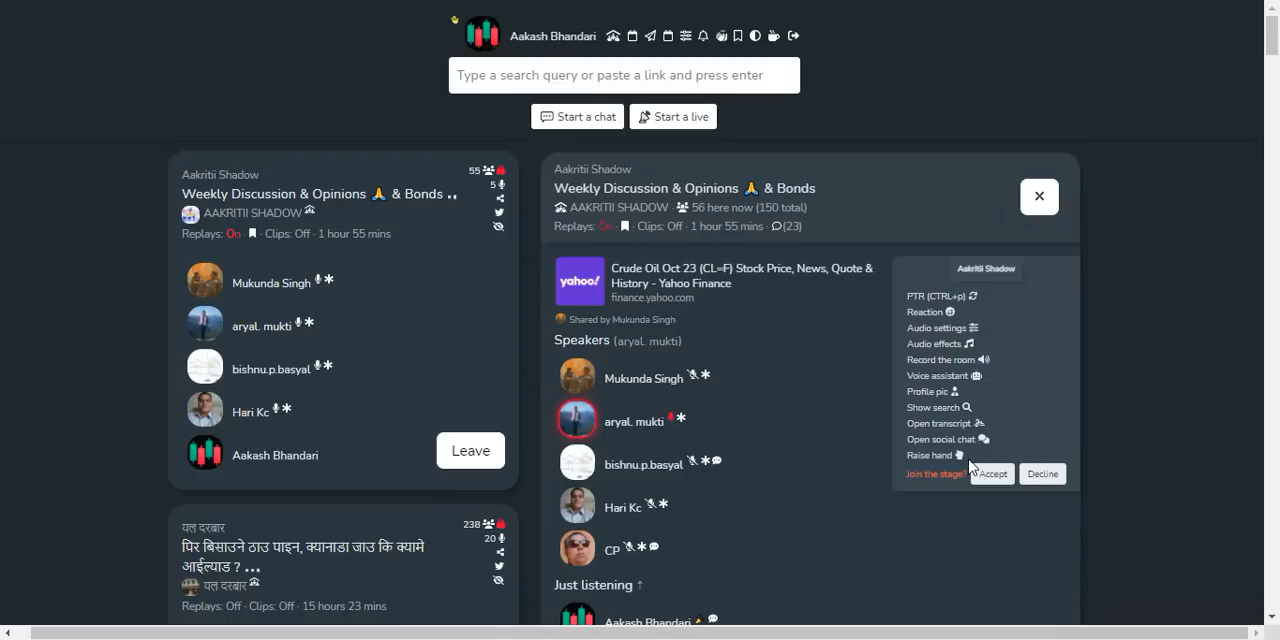 Aakash Bhandari
Type a search query or paste a link and press enter
Start a chat
Start a live
Aakritii Shadow
55
Weekly Discussion & Opinions 🙏 & Bonds ..
5
AAKRITII SHADOW
Replays: On · Clips: Off · 1 hour 55 mins
Mukunda Singh
aryal. mukti
bishnu.p.basyal
Hari Kc
Aakash Bhandari
Leave
यल दरबार
238
पिर बिसाउने ठाउ पाइन, क्यानाडा जाउ कि क्यामे
20
आईल्याड ? ...
यल दरबार
Replays: Off · Clips: Off · 15 hours 23 mins
Aakritii Shadow
Weekly Discussion & Opinions 🙏 & Bonds
AAKRITII SHADOW 56 here now (150 total)
Replays: On · Clips: Off · 1 hour 55 mins · (23)
yahoo!
Crude Oil Oct 23 (CL=F) Stock Price, News, Quote &
History - Yahoo Finance
finance.yahoo.com
Shared by Mukunda Singh
Speakers (aryal. mukti)
Mukunda Singh
aryal. mukti
bishnu.p.basyal
Hari Kc
CP
Just listening ↑
Aakash Bhandari
Aakritii Shadow
PTR (CTRL+p)
Reaction
Audio settings
Audio effects
Record the room
Voice assistant
Profile pic
Show search
Open transcript
Open social chat
Raise hand
Join the stage? Accept Decline